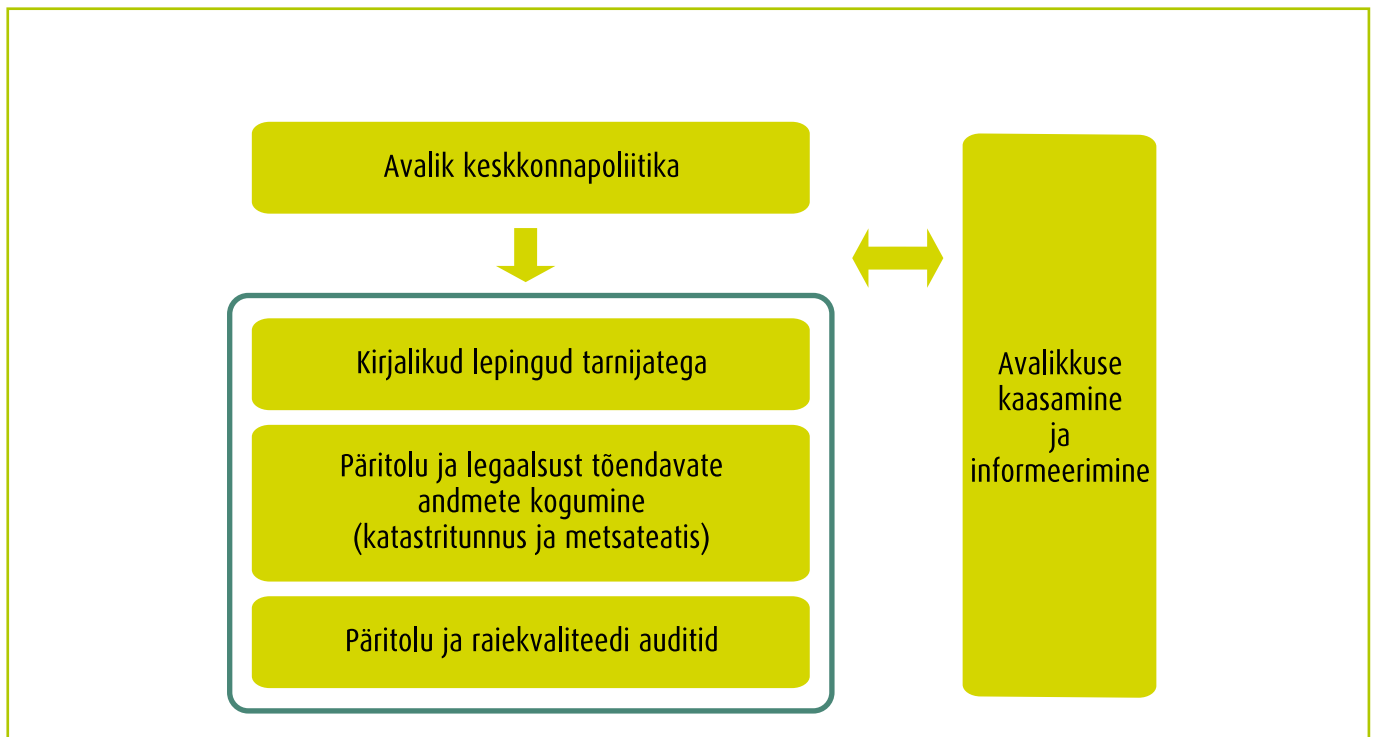 Avalik keskkonnapoliitika
Kirjalikud lepingud tarnijatega
Päritolu ja legaalsust tõendavate
andmete kogumine
(katastritunnus ja metsateatis)
Päritolu ja raiekvaliteedi auditid
Avalikkuse
kaasamine
ja
informeerimine